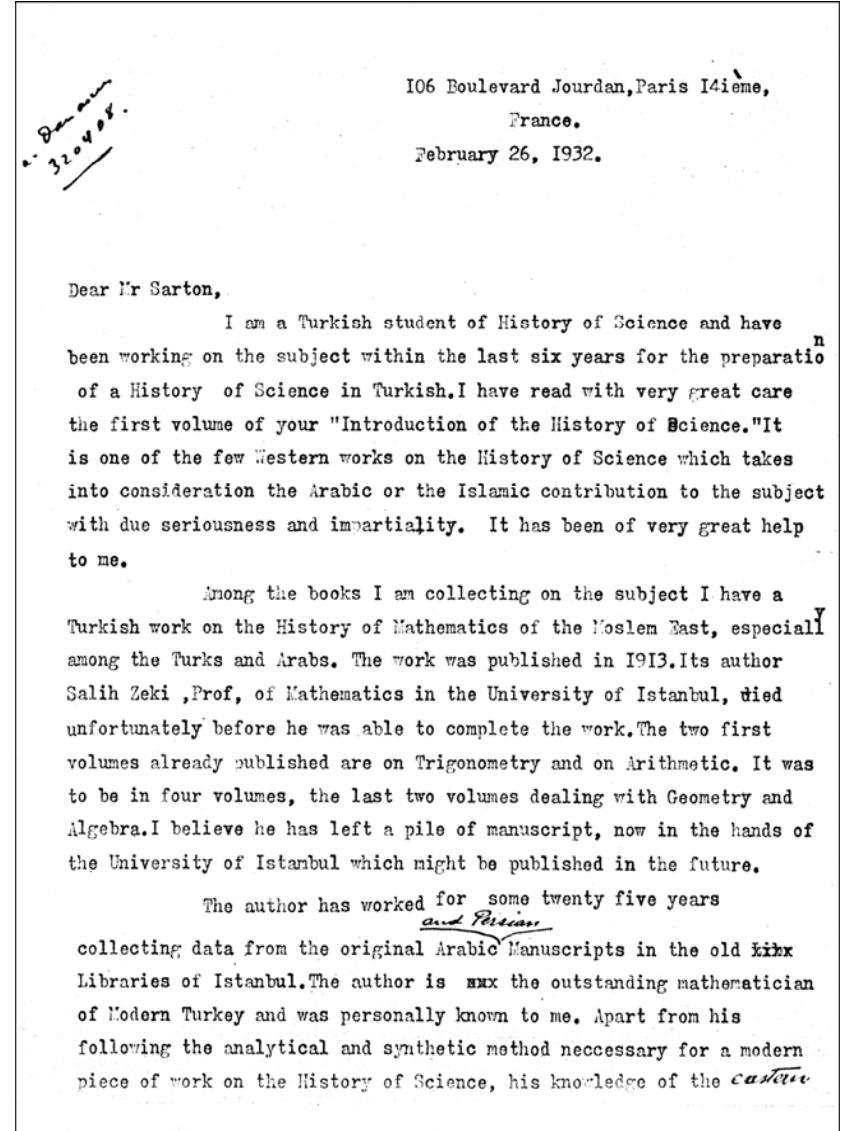 320408.
I06 Boulevard Jourdan,Paris I4ième,
France.
February 26, I932.
Dear Mr Sarton,
I am a Turkish student of History of Science and have
been working on the subject within the last six years for the preparation
of a History of Science in Turkish.I have read with very great care
the first volume of your "Introduction of the History of Science."It
is one of the few Western works on the History of Science which takes
into consideration the Arabic or the Islamic contribution to the subject
with due seriousness and impartiality. It has been of very great help
to me.
Among the books I am collecting on the subject I have a
Turkish work on the History of Mathematics of the Moslem East, especially
among the Turks and Arabs. The work was published in I9I3.Its author
Salih Zeki ,Prof, of Mathematics in the University of Istanbul, died
unfortunately before he was able to complete the work.The two first
volumes already published are on Trigonometry and on Arithmetic. It was
to be in four volumes, the last two volumes dealing with Geometry and
Algebra.I believe he has left a pile of manuscript, now in the hands of
the University of Istanbul which might be published in the future.
The author has worked for some twenty five years
and Persian
collecting data from the original Arabic Manuscripts in the old
Libraries of Istanbul.The author is the outstanding mathematician
of Modern Turkey and was personally known to me. Apart from his
following the analytical and synthetic method neccessary for a modern
piece of work on the History of Science, his knowledge of the eastern